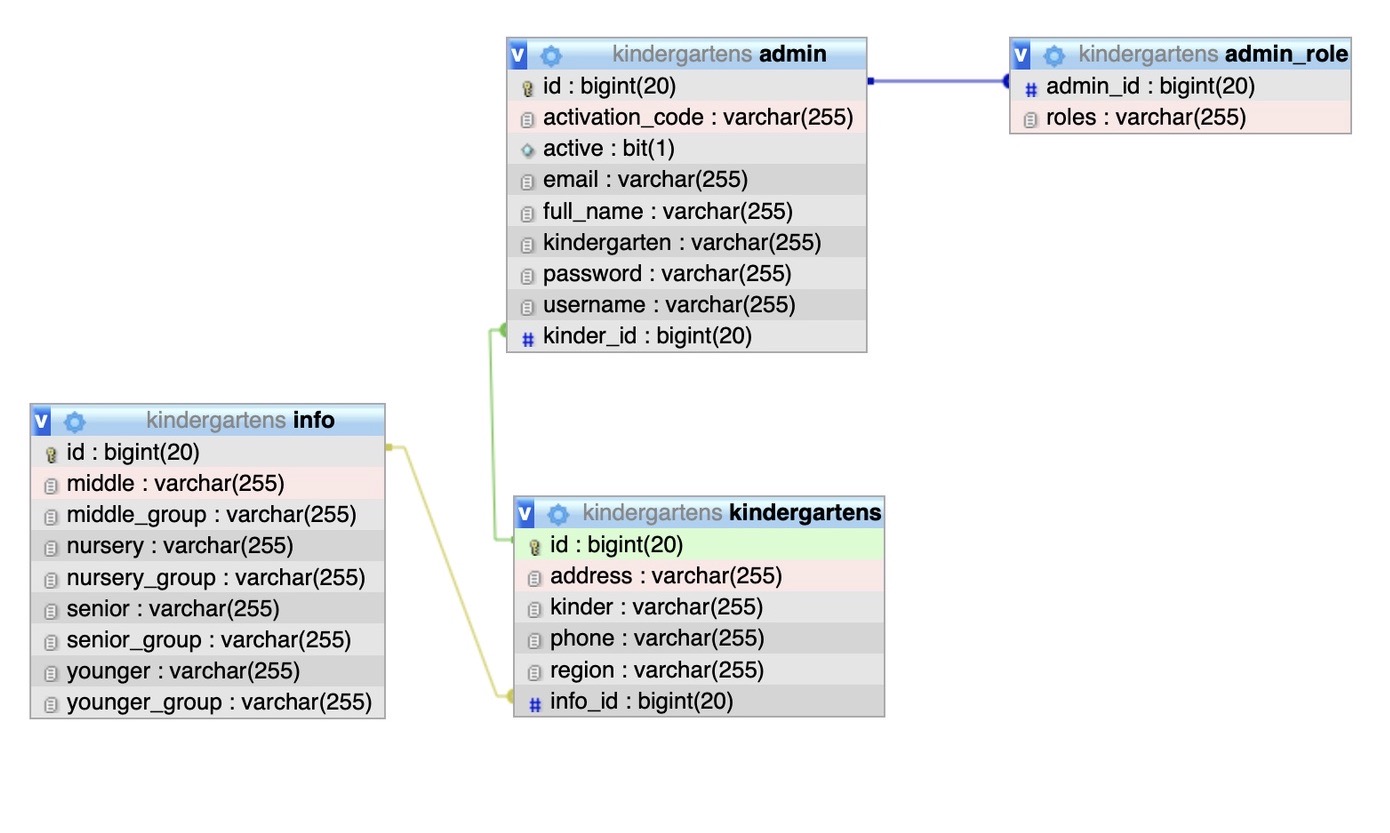 v kindergartens admin
id : bigint(20)
activation_code : varchar(255)
active : bit(1)
email : varchar(255)
full_name : varchar(255)
kindergarten : varchar(255)
password : varchar(255)
username : varchar(255)
# kinder_id : bigint(20)
v kindergartens admin_role
# admin_id : bigint(20)
roles : varchar(255)
v kindergartens info
id : bigint(20)
middle : varchar(255)
middle_group : varchar(255)
nursery : varchar(255)
nursery_group : varchar(255)
senior : varchar(255)
senior_group : varchar(255)
younger : varchar(255)
younger_group : varchar(255)
v kindergartens kindergartens
id : bigint(20)
address : varchar(255)
kinder : varchar(255)
phone : varchar(255)
region : varchar(255)
# info_id : bigint(20)